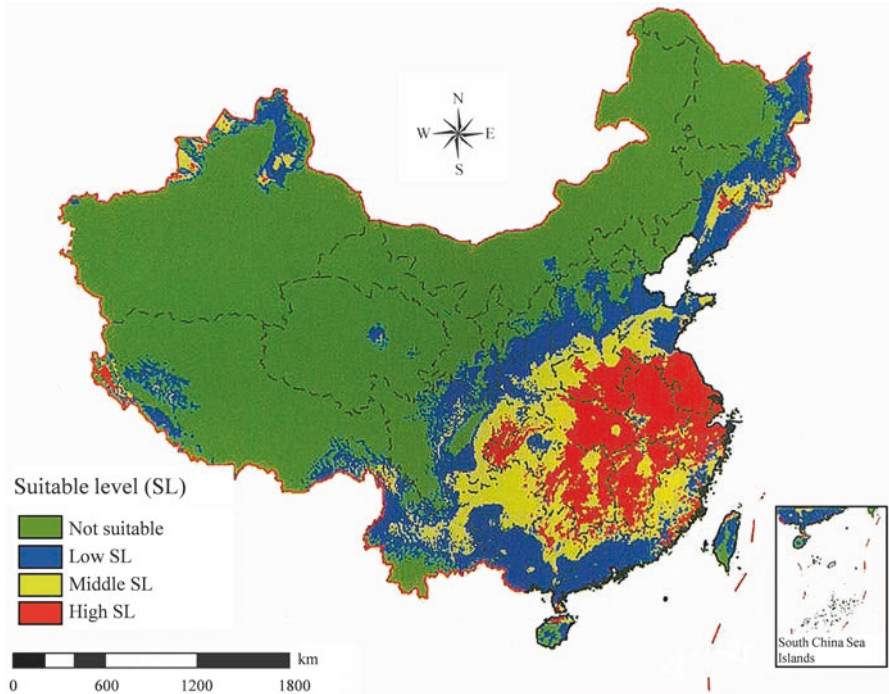 N
W E
S
Suitable level (SL)
Not suitable
Low SL
Middle SL
High SL
km
0 600 1200 1800
South China Sea
Islands